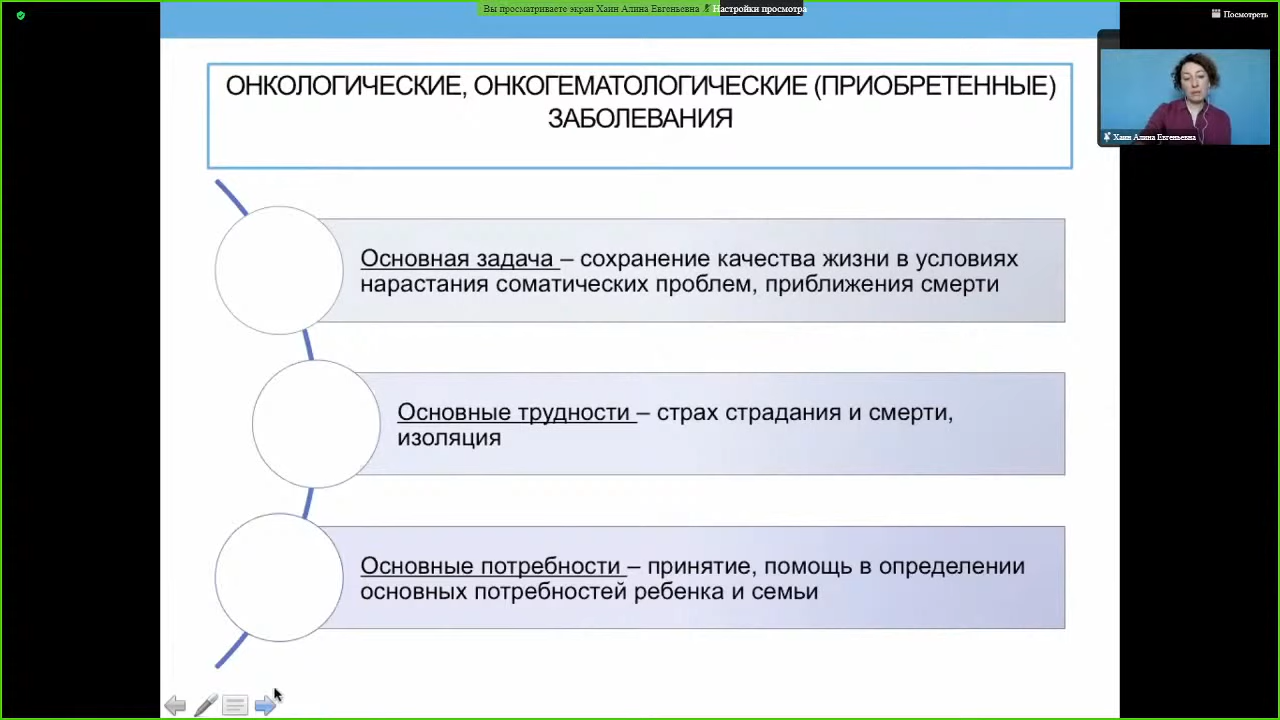 Вы просматриваете экран Хаин Алина Евгеньевна
Настройки просмотра
Посмотреть
Хаин Алина Евгеньевна
ОНКОЛОГИЧЕСКИЕ, ОНКОГЕМАТОЛОГИЧЕСКИЕ (ПРИОБРЕТЕННЫЕ)
ЗАБОЛЕВАНИЯ
Основная задача – сохранение качества жизни в условиях
нарастания соматических проблем, приближения смерти
Основные трудности – страх страдания и смерти,
изоляция
Основные потребности – принятие, помощь в определении
основных потребностей ребенка и семьи